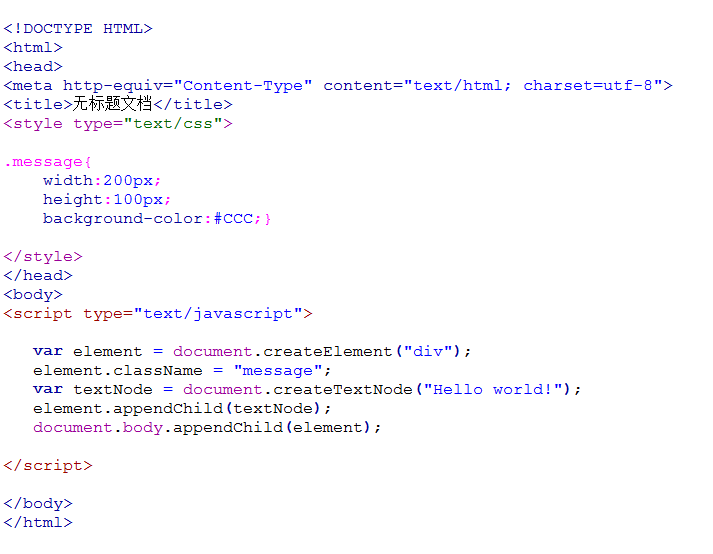 <!DOCTYPE HTML>
<html>
<head>
<meta http-equiv="Content-Type" content="text/html; charset=utf-8">
<title>无标题文档</title>
<style type="text/css">
.message{
width:200px;
height:100px;
background-color:#CCC;}
</style>
</head>
<body>
<script type="text/javascript">
var element = document.createElement("div");
element.className = "message";
var textNode = document.createTextNode("Hello world!");
element.appendChild(textNode);
document.body.appendChild(element);
</script>
</body>
</html>